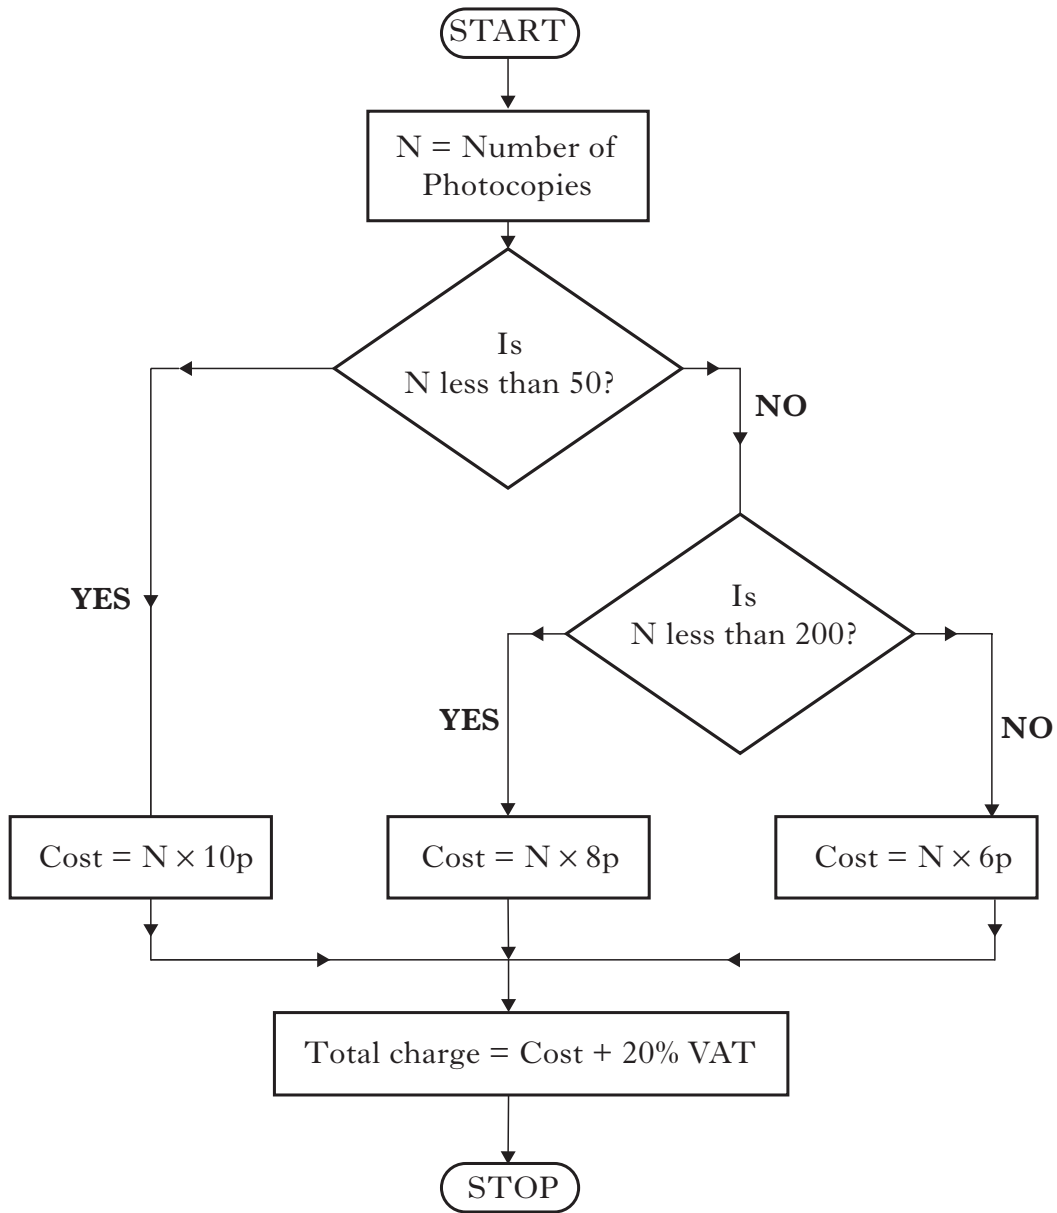 START
N = Number of
Photocopies
Is
N less than 50?
NO
YES
Is
N less than 200?
YES
NO
Cost = N × 10p
Cost = N × 8p
Cost = N × 6p
Total charge = Cost + 20% VAT
STOP